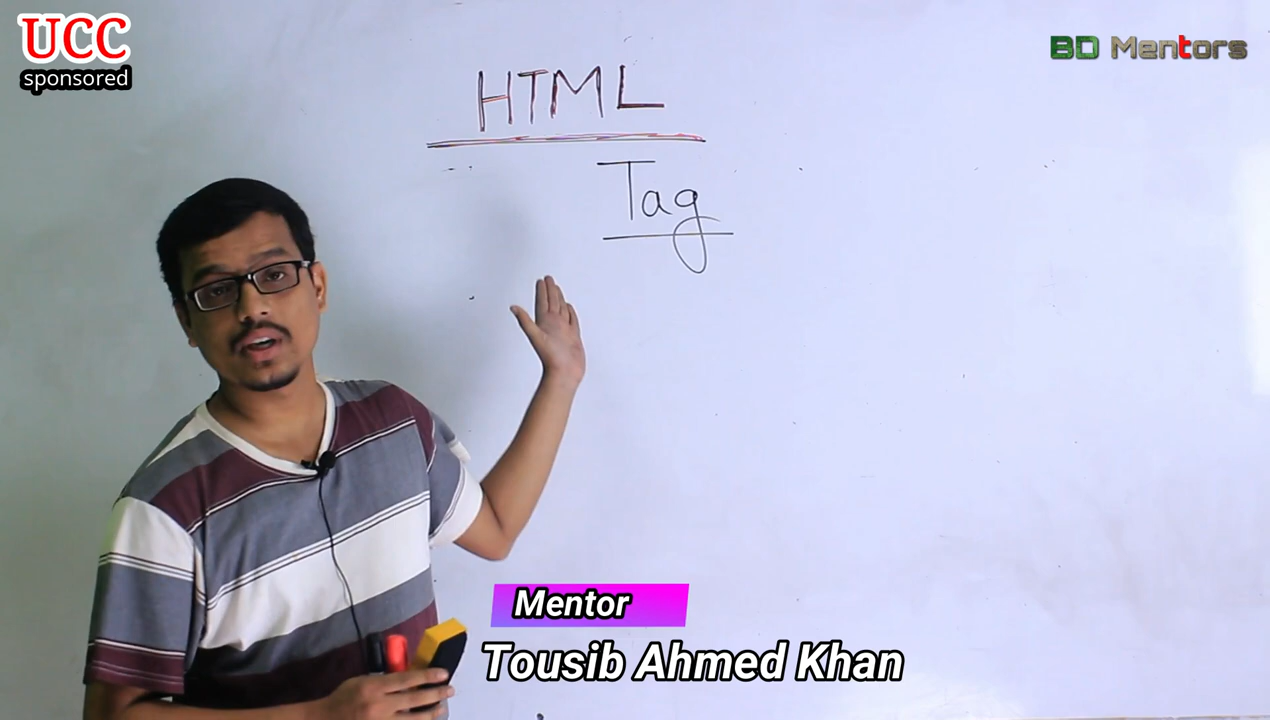 UCC
sponsored
BD Mentors
HTML
Tag
Mentor
Tousib Ahmed Khan